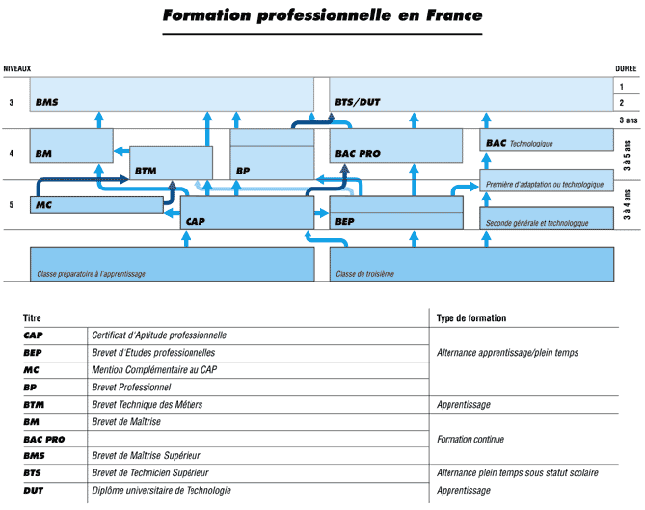 Formation professionnelle en France
NIVEAUX
DURÉE
1
3
BMS
BTS/DUT
2
3 ans
4
BM
BTM
BP
BAC PRO
BAC Technologique
3 à 5 ans
Première d'adaptation ou technologique
5
MC
CAP
BEP
Seconde générale et technologique
3 à 4 ans
Classe préparatoire à l'apprentissage
Classe de troisième
Titre
Type de formation
CAP Certificat d'Aptitude professionnelle
BEP Brevet d'Etudes professionnelles
Alternance apprentissage/plein temps
MC Mention Complémentaire au CAP
BP Brevet Professionnel
BTM Brevet Technique des Métiers
Apprentissage
BM Brevet de Maîtrise
BAC PRO
Formation continue
BMS Brevet de Maîtrise Supérieur
BTS Brevet de Technicien Supérieur
Alternance plein temps sous statut scolaire
DUT Diplôme universitaire de Technologie
Apprentissage